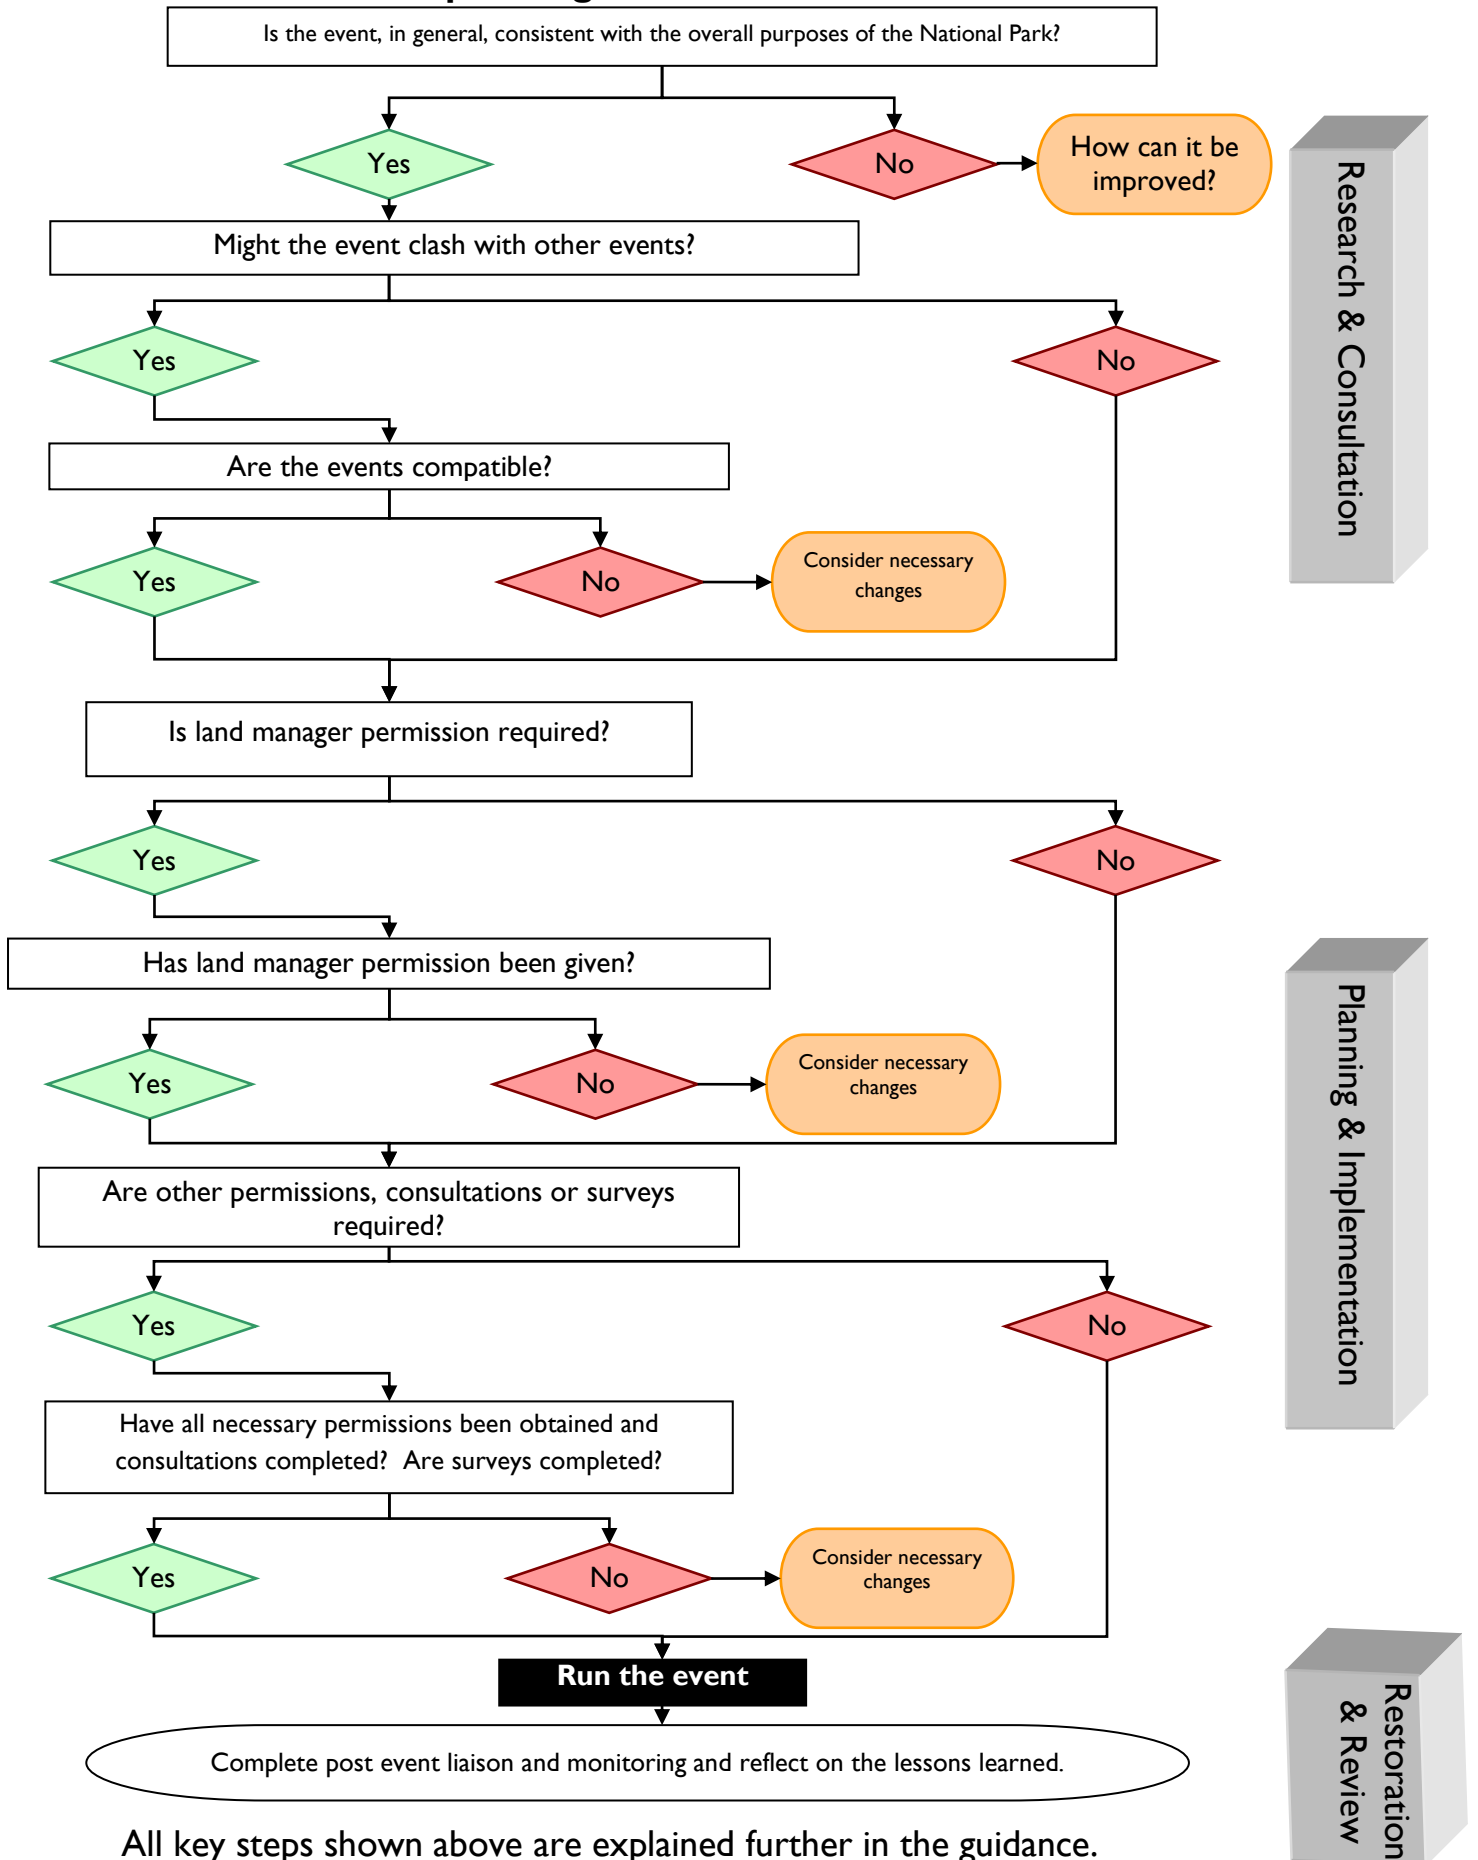 Is the event, in general, consistent with the overall purposes of the National Park?
Yes
No
How can it be
improved?
Might the event clash with other events?
Yes
No
Are the events compatible?
Yes
No
Consider necessary
changes
Research & Consultation
Is land manager permission required?
Yes
No
Has land manager permission been given?
Yes
No
Consider necessary
changes
Are other permissions, consultations or surveys
required?
Yes
No
Have all necessary permissions been obtained and
consultations completed?  Are surveys completed?
Yes
No
Consider necessary
changes
Planning & Implementation
Run the event
Complete post event liaison and monitoring and reflect on the lessons learned.
Restoration
& Review
All key steps shown above are explained further in the guidance.